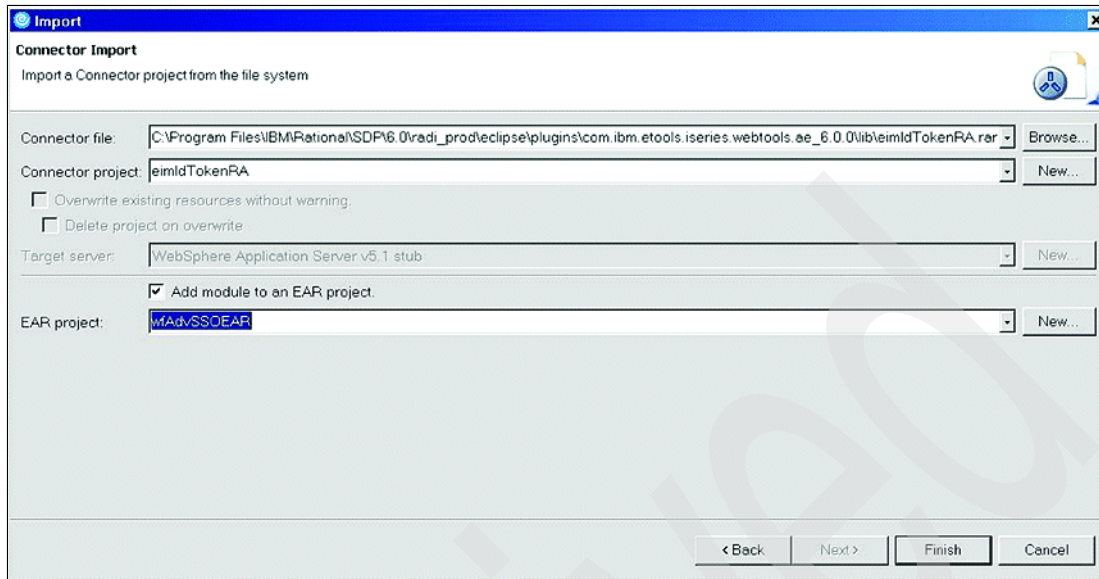 Import
Connector Import
Import a Connector project from the file system
Connector file: C:\Program Files\IBM\Rational\SDP\6.0\radi_prod\eclipse\plugins\com.ibm.etools.iseries.webtools.ae_6.0.0\lib\eimIdTokenRA.rar Browse...
Connector project: eimIdTokenRA New...
Overwrite existing resources without warning.
Delete project on overwrite
Target server: WebSphere Application Server v5.1 stub New...
Add module to an EAR project.
EAR project: wfAdvSSOEAR New...
< Back Next > Finish Cancel